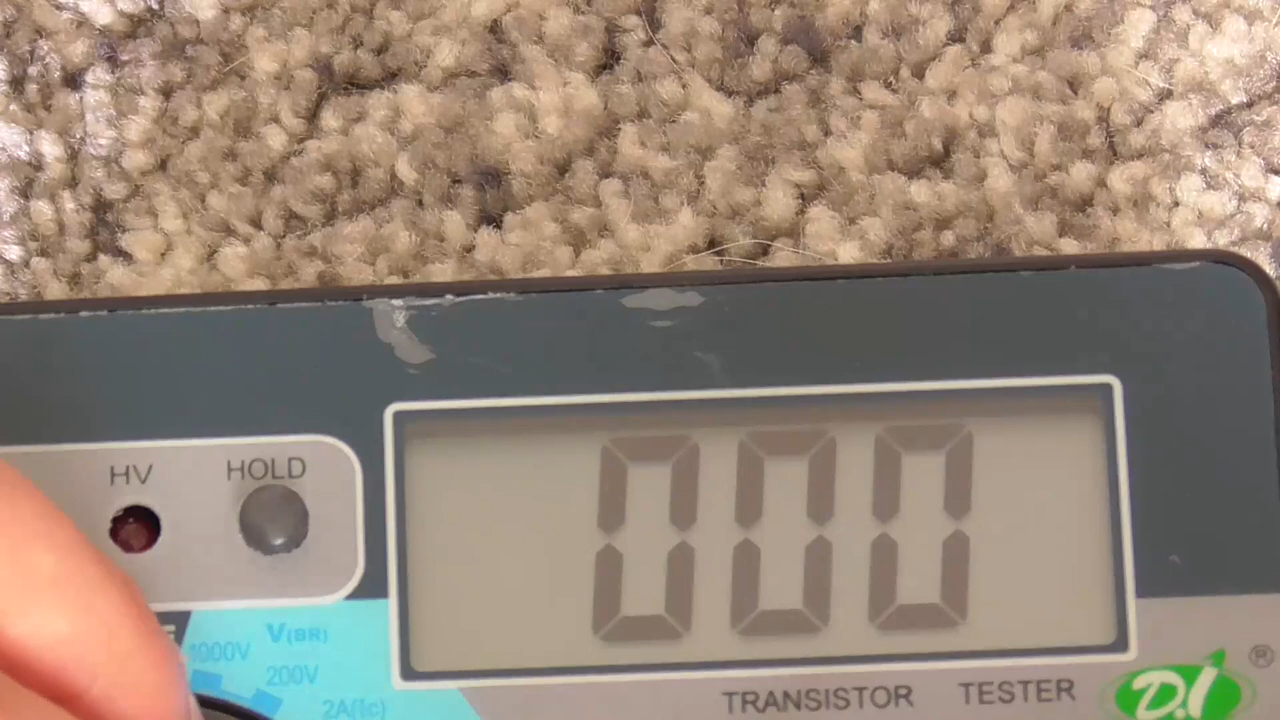 HV HOLD
000
V(BR)
1000V
200V
2A(Ic)
TRANSISTOR TESTER
D.I ®